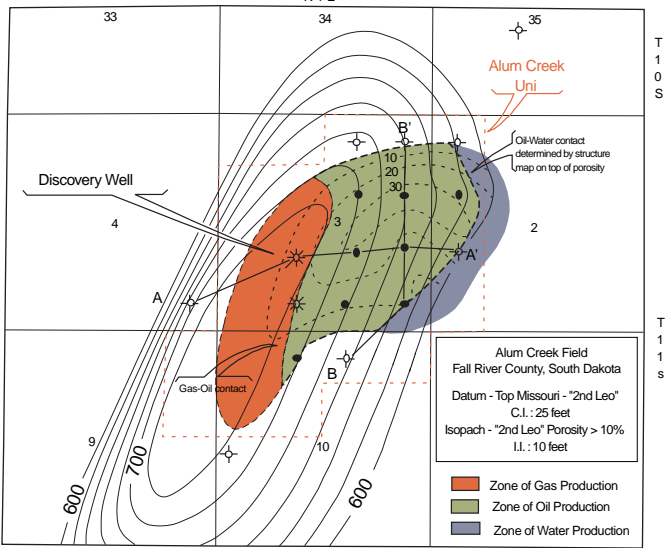 33
34
35
T
1
0
S
Alum Creek
Uni
B'
Oil-Water contact
determined by structure
map on top of porosity
10
20
30
Discovery Well
4
3
2
A'
A
T
1
1
s
B
Gas-Oil contact
Alum Creek Field
Fall River County, South Dakota
Datum - Top Missouri - "2nd Leo"
C.I. : 25 feet
Isopach - "2nd Leo" Porosity > 10%
I.I. : 10 feet
9
10
700
600
600
Zone of Gas Production
Zone of Oil Production
Zone of Water Production